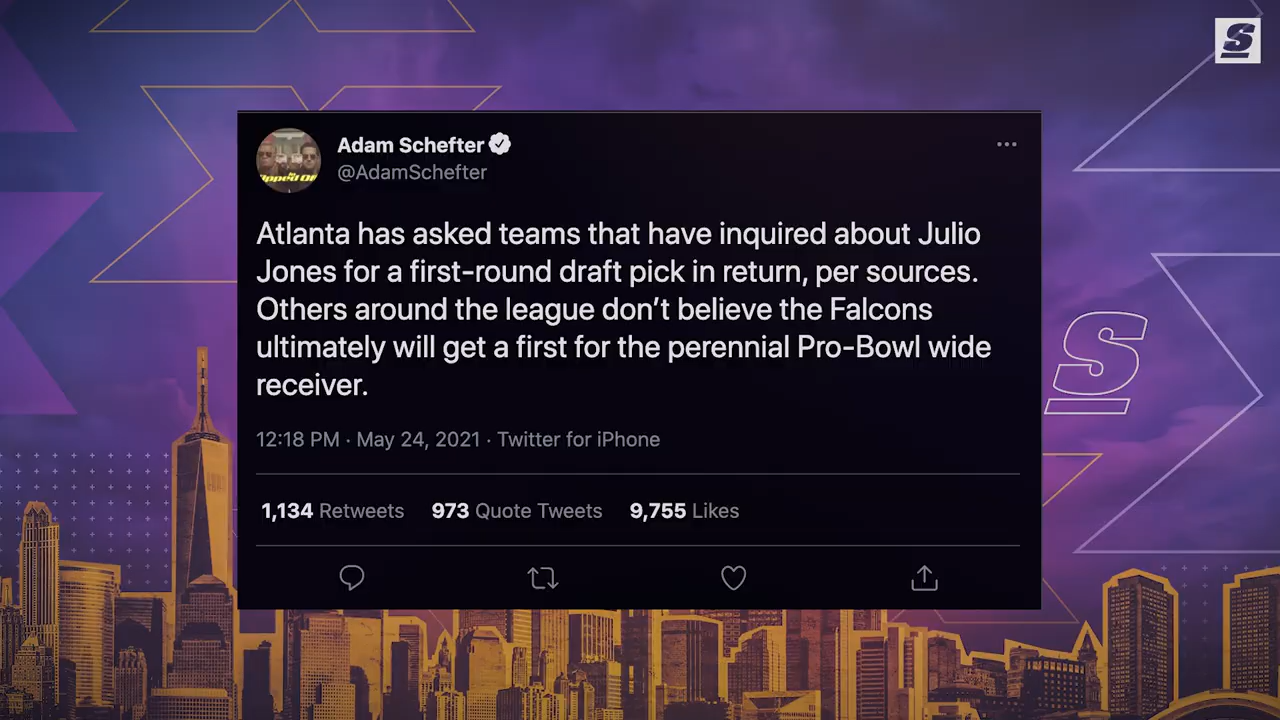 S
Adam Schefter
@AdamSchefter
Atlanta has asked teams that have inquired about Julio
Jones for a first-round draft pick in return, per sources.
Others around the league don’t believe the Falcons
ultimately will get a first for the perennial Pro-Bowl wide
receiver.
12:18 PM · May 24, 2021 · Twitter for iPhone
1,134 Retweets 973 Quote Tweets 9,755 Likes
S